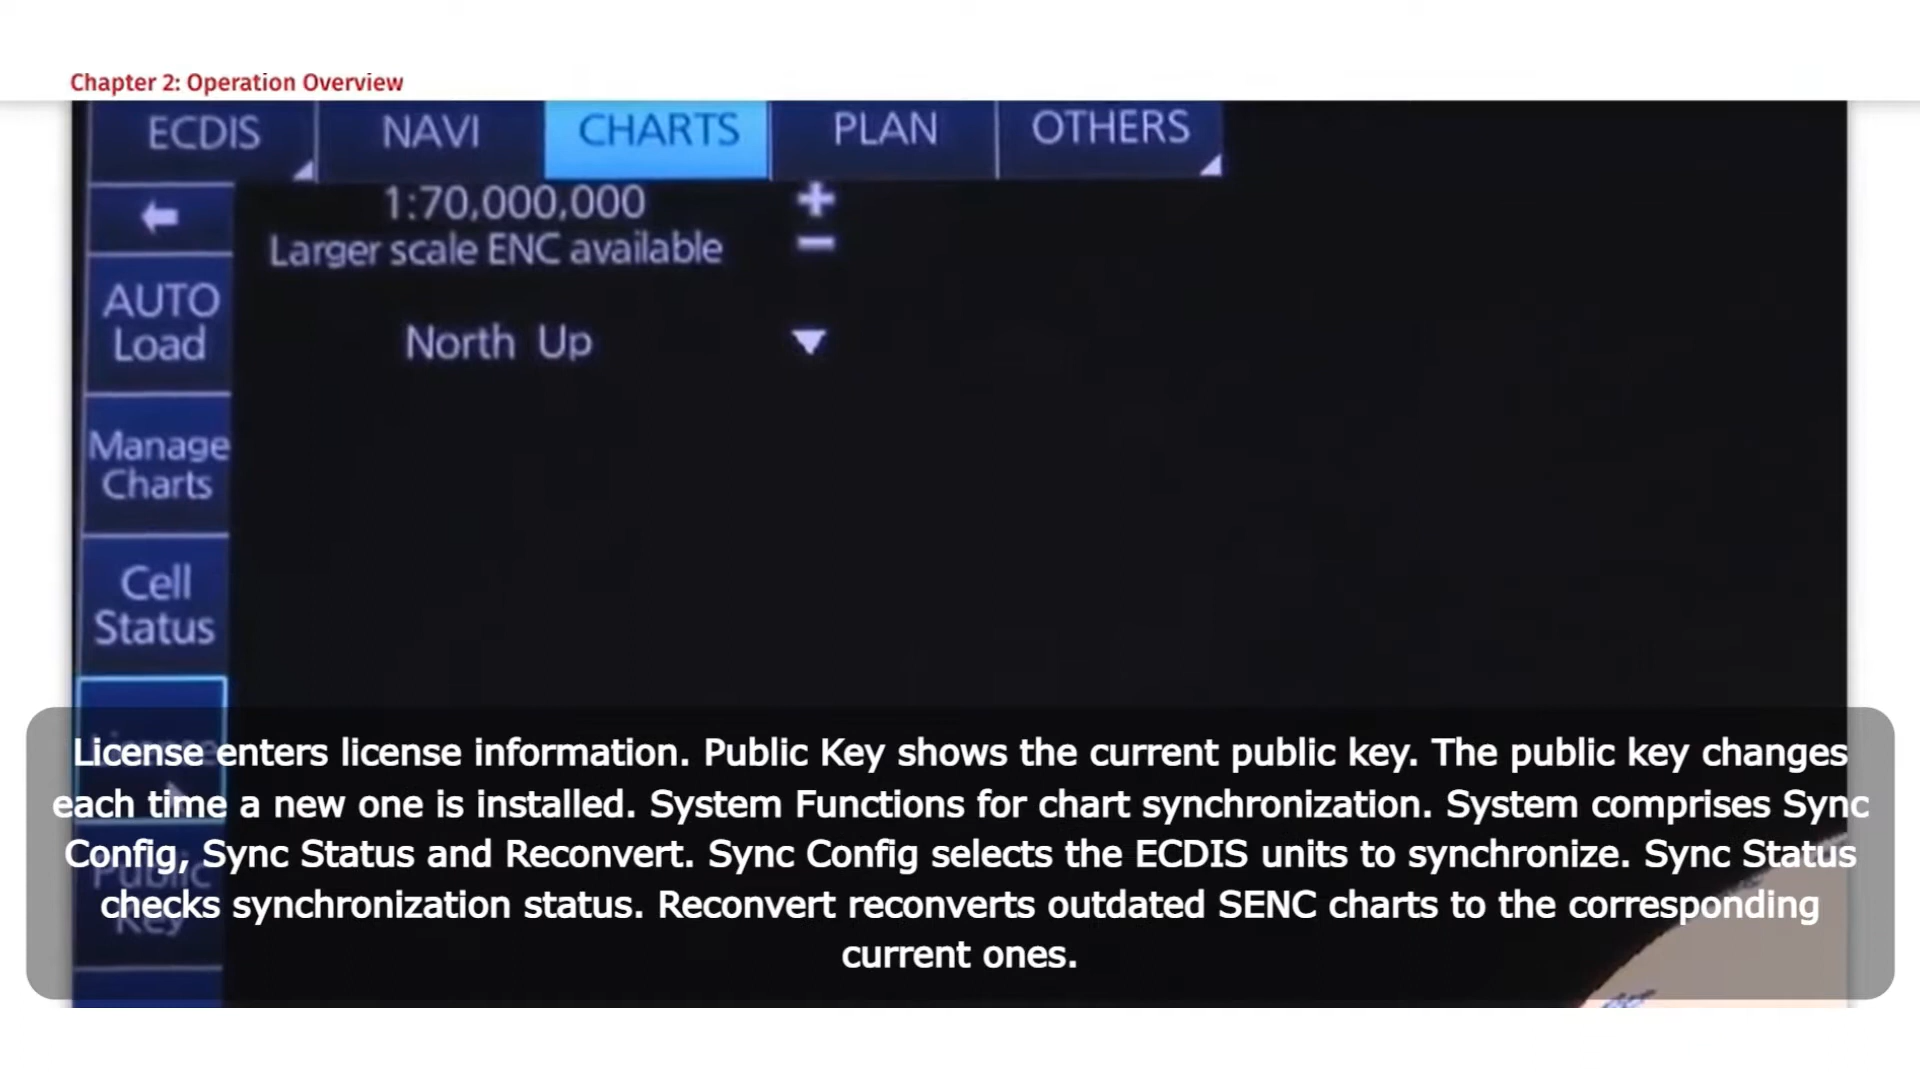 Chapter 2: Operation Overview
ECDIS NAVI CHARTS PLAN OTHERS
1:70,000,000
Larger scale ENC available
North Up
AUTO
Load
Manage
Charts
Cell
Status
License
Public
Key
License enters license information. Public Key shows the current public key. The public key changes
each time a new one is installed. System Functions for chart synchronization. System comprises Sync
Config, Sync Status and Reconvert. Sync Config selects the ECDIS units to synchronize. Sync Status
checks synchronization status. Reconvert reconverts outdated SENC charts to the corresponding
current ones.